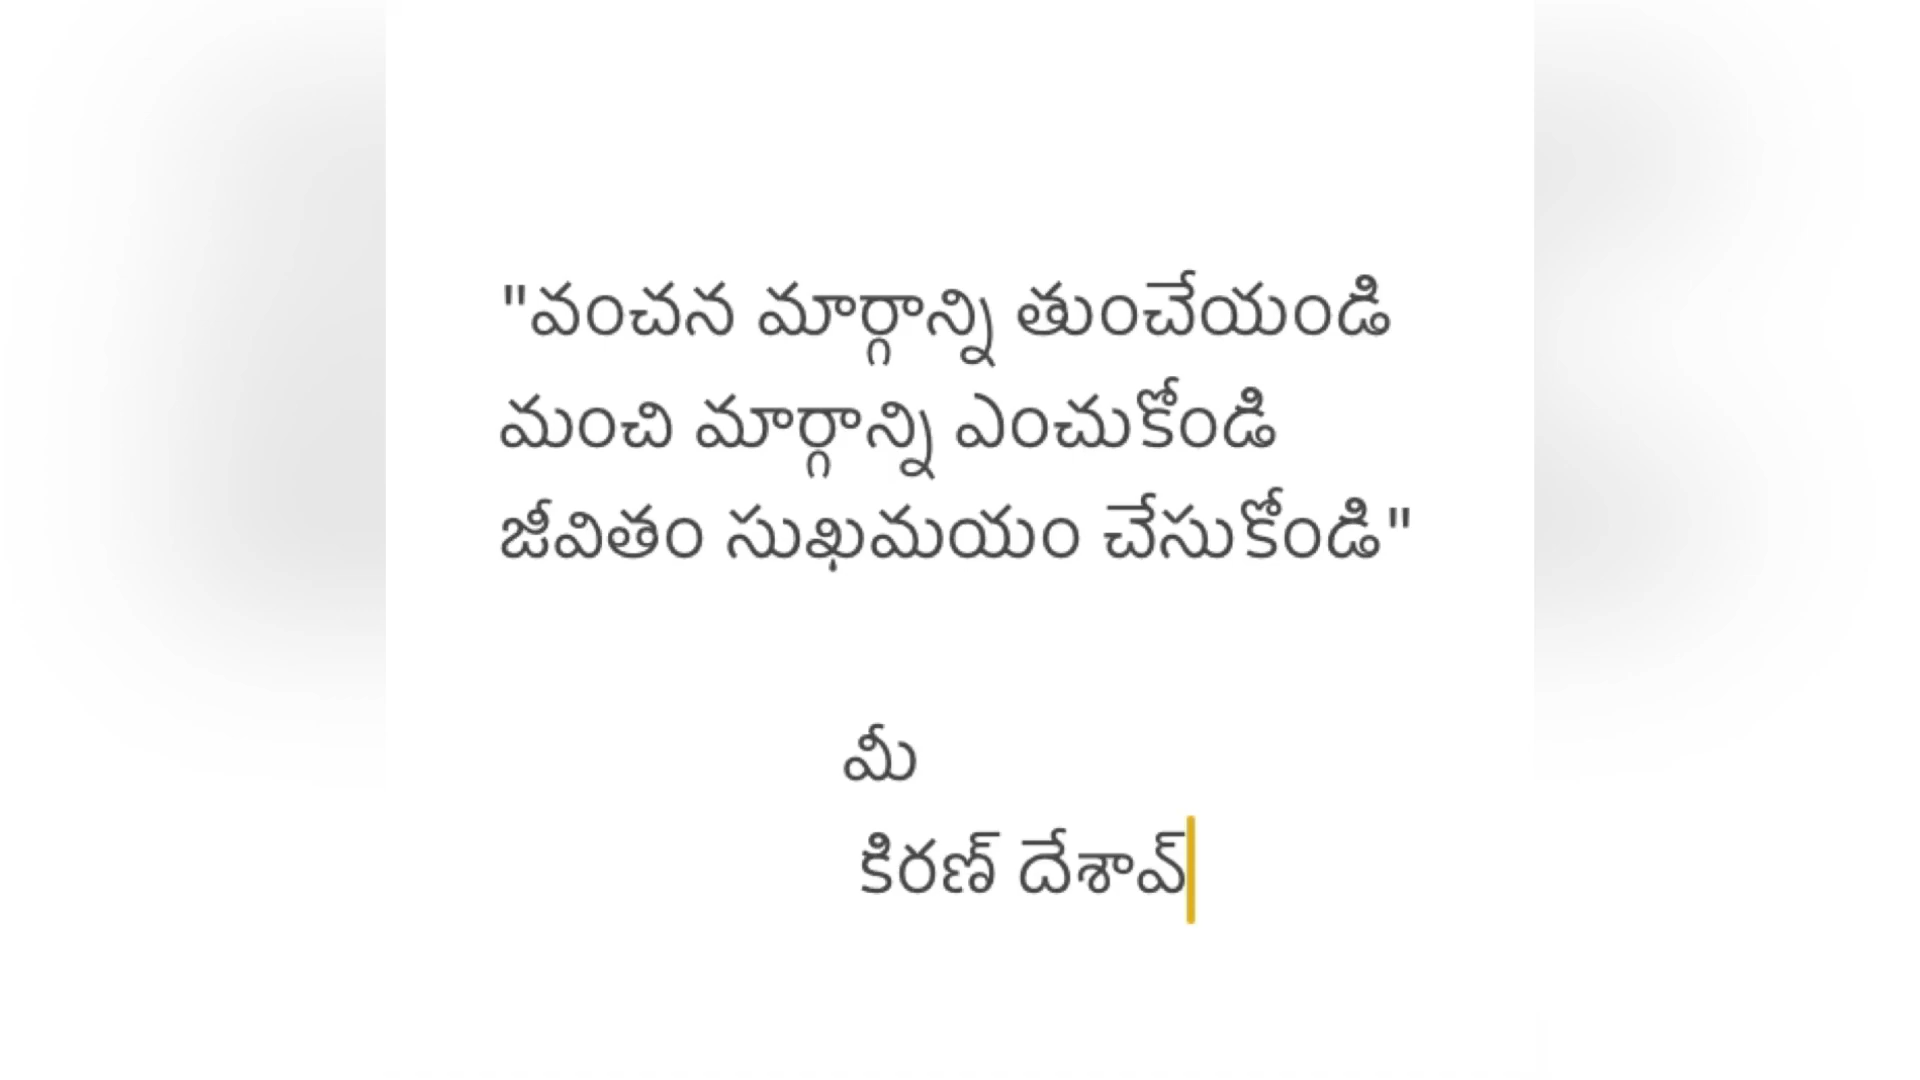 "వంచన మార్గాన్ని తుంచేయండి
మంచి మార్గాన్ని ఎంచుకోండి
జీవితం సుఖమయం చేసుకోండి"
మీ
కిరణ్ దేశావ్